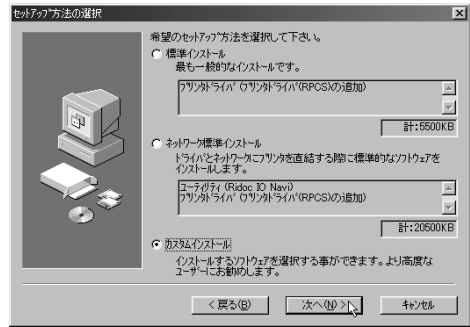 セットアップ方法の選択
希望のセットアップ方法を選択して下さい。
標準インストール
最も一般的なインストールです。
プリンタドライバ (プリンタドライバ(RPCS)の追加)
計:5500KB
ネットワーク標準インストール
ドライバとネットワークにプリンタを直結する際に標準的なソフトウェアを
インストールします。
ユーティリティ (Ridoc IO Navi)
プリンタドライバ (プリンタドライバ(RPCS)の追加)
計:20500KB
カスタムインストール
インストールするソフトウェアを選択する事ができます。より高度な
ユーザーにお勧めします。
< 戻る(B)
次へ(N) >
キャンセル